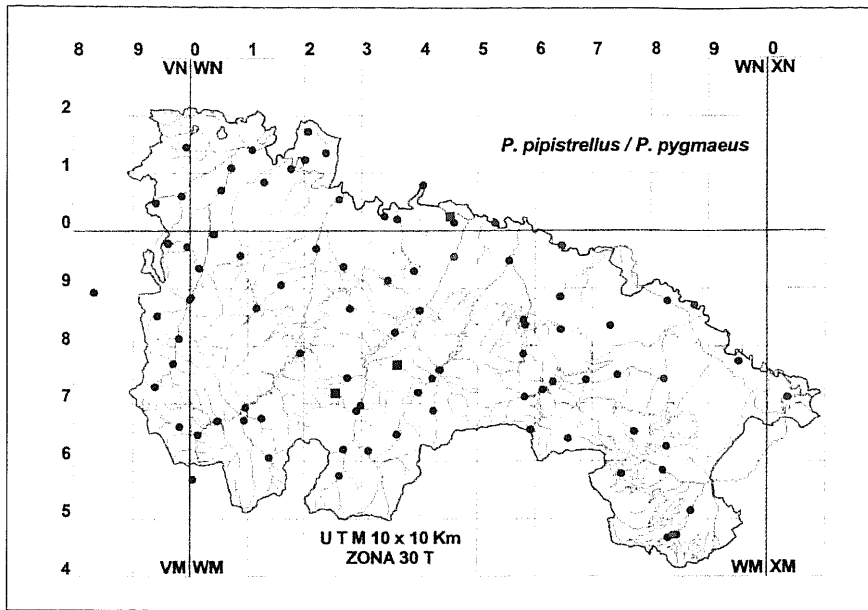 8 9 0 1 2 3 4 5 6 7 8 9 0
VN WN WN XN
2
P. pipistrellus / P. pygmaeus
1
0
9
8
7
6
5
U T M 10 x 10 Km
ZONA 30 T
4
VM WM WM XM